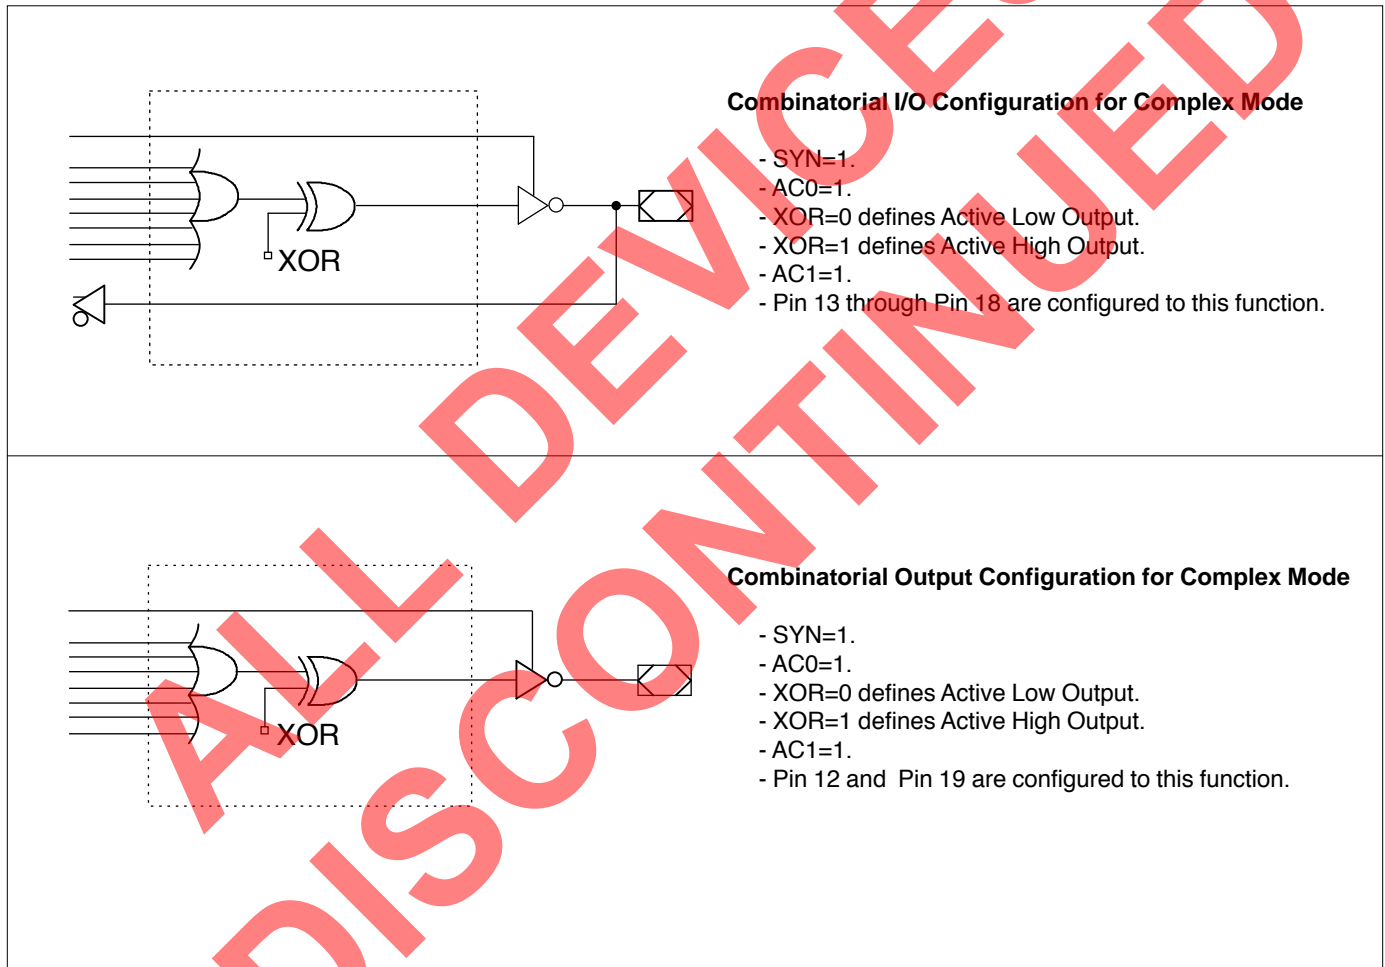 Combinatorial I/O Configuration for Complex Mode
- SYN=1.
- AC0=1.
- XOR=0 defines Active Low Output.
- XOR=1 defines Active High Output.
- AC1=1.
- Pin 13 through Pin 18 are configured to this function.
XOR
Combinatorial Output Configuration for Complex Mode
- SYN=1.
- AC0=1.
- XOR=0 defines Active Low Output.
- XOR=1 defines Active High Output.
- AC1=1.
- Pin 12 and  Pin 19 are configured to this function.
XOR
ALL DEVICES
DISCONTINUED